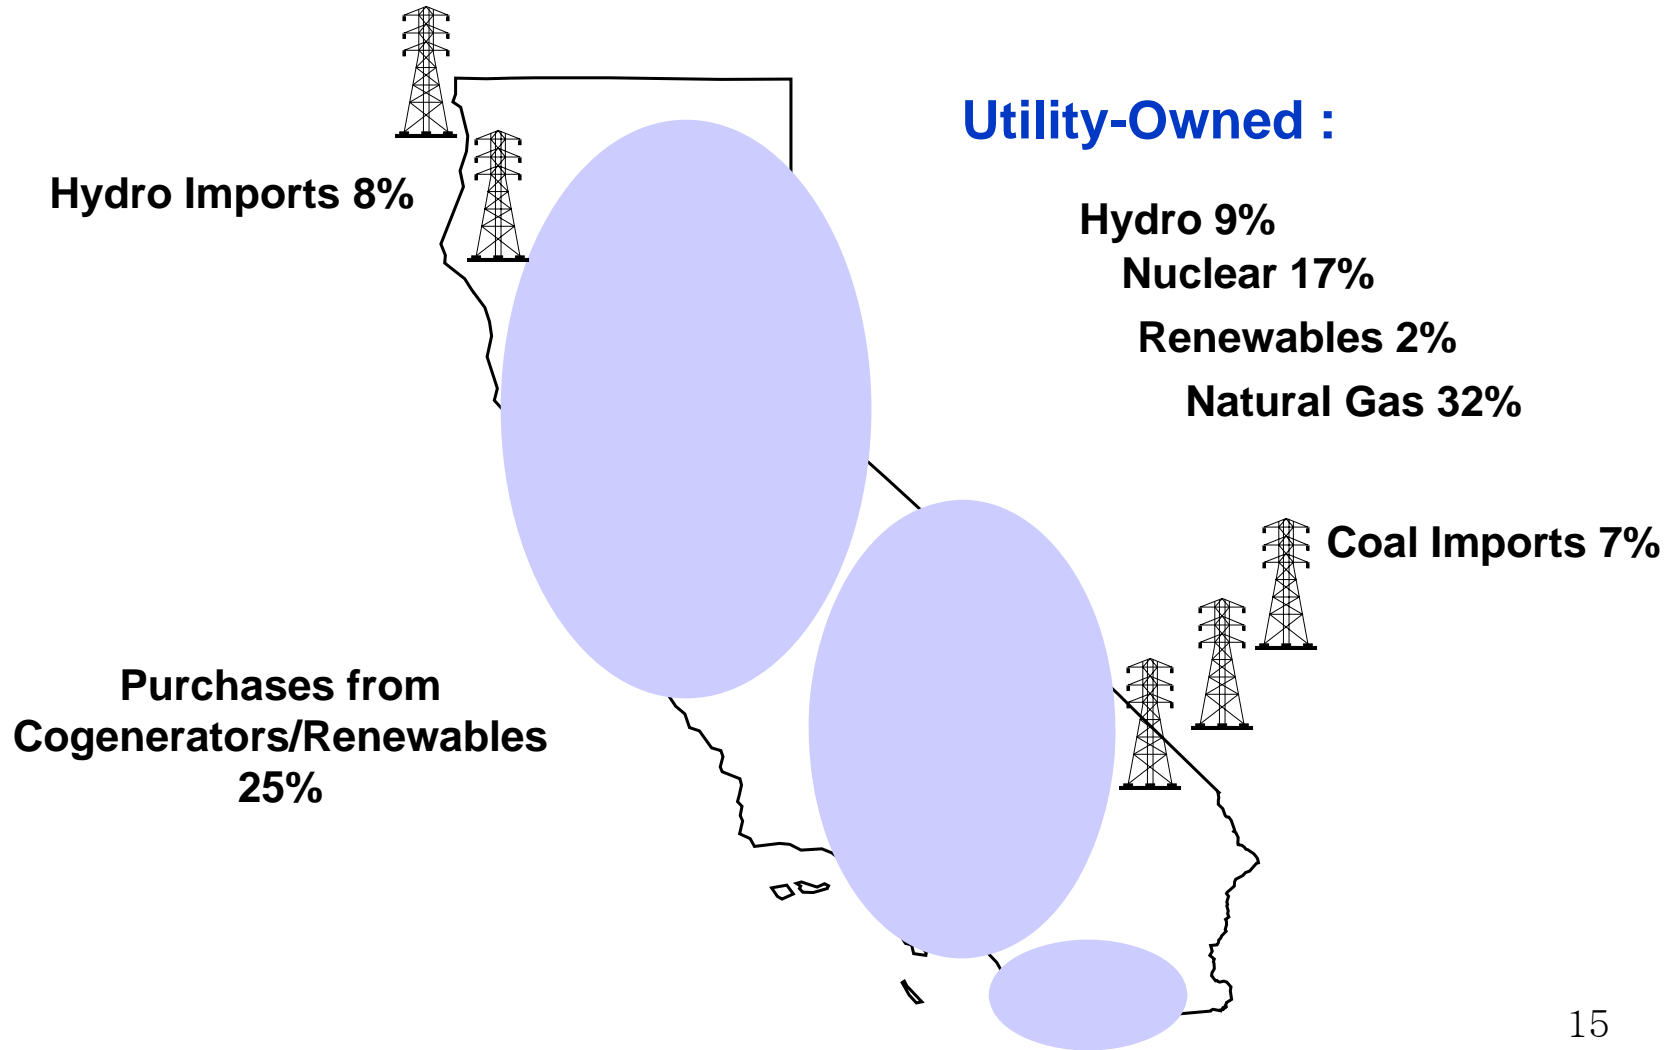 Utility-Owned :
Hydro Imports 8%
Hydro 9%
Nuclear 17%
Renewables 2%
Natural Gas 32%
Coal Imports 7%
Purchases from
Cogenerators/Renewables
25%
15